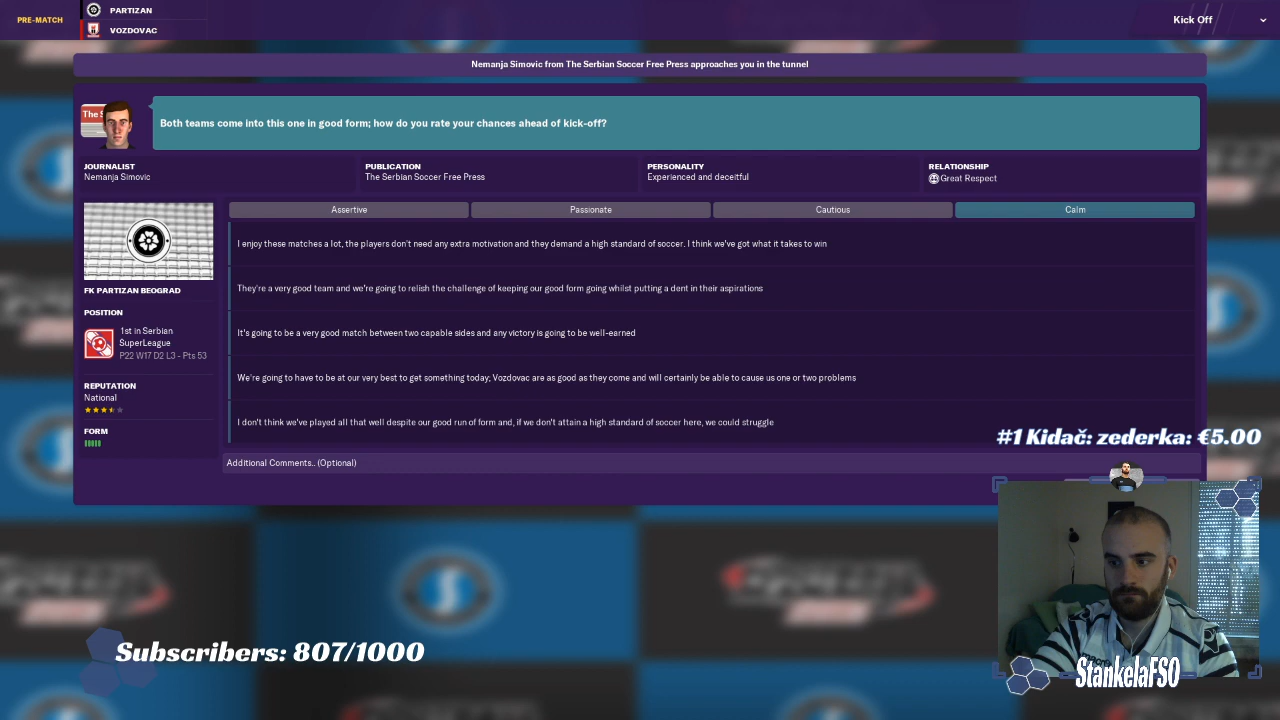 PRE-MATCH
PARTIZAN
VOZDOVAC
Kick Off
Nemanja Simovic from The Serbian Soccer Free Press approaches you in the tunnel
The S
Both teams come into this one in good form; how do you rate your chances ahead of kick-off?
JOURNALIST
Nemanja Simovic
PUBLICATION
The Serbian Soccer Free Press
PERSONALITY
Experienced and deceitful
RELATIONSHIP
Great Respect
Assertive
Passionate
Cautious
Calm
FK PARTIZAN BEOGRAD
POSITION
1st in Serbian
SuperLeague
P22 W17 D2 L3 - Pts 53
REPUTATION
National
FORM
I enjoy these matches a lot, the players don't need any extra motivation and they demand a high standard of soccer. I think we've got what it takes to win
They're a very good team and we're going to relish the challenge of keeping our good form going whilst putting a dent in their aspirations
It's going to be a very good match between two capable sides and any victory is going to be well-earned
We're going to have to be at our very best to get something today; Vozdovac are as good as they come and will certainly be able to cause us one or two problems
I don't think we've played all that well despite our good run of form and, if we don't attain a high standard of soccer here, we could struggle
Additional Comments.. (Optional)
#1 Kidač: zederka: €5.00
Subscribers: 807/1000
StankelaFSO